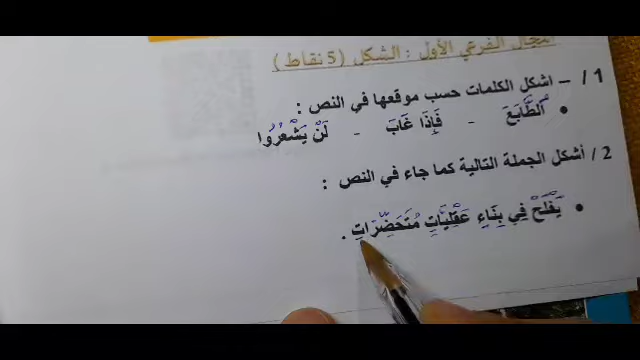 المجال الفرعي الأول : الشكل ( 5 نقاط )
1 / – اشكل الكلمات حسب موقعها في النص :
• الطَّابَعَ - فَإِذَا غَابَ - لَنْ يَشْعُرُوا
2 / أشكل الجملة التالية كما جاء في النص :
• يَفْلَحْ فِي بِنَاءِ عَقْلِيَاتٍ مُتَحَضِّرَاتٍ .